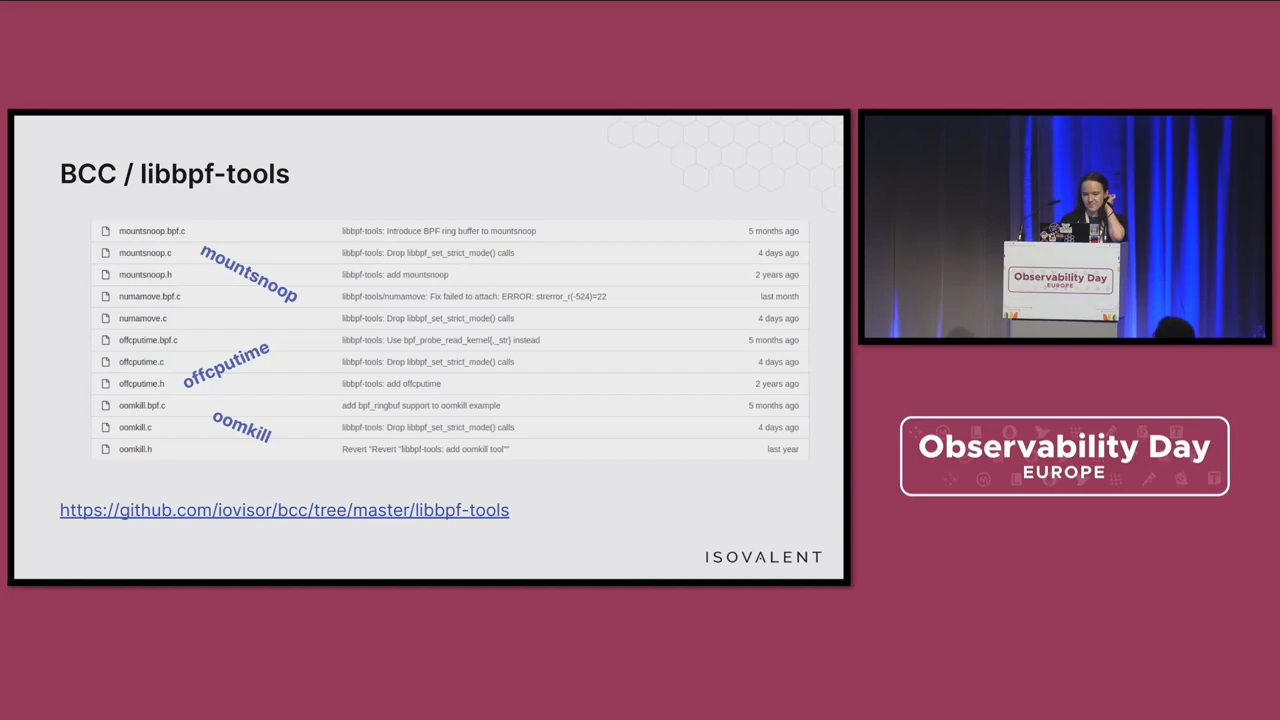 BCC / libbpf-tools
mountsnoop.bpf.c libbpf-tools: Introduce BPF ring buffer to mountsnoop 5 months ago
mountsnoop.c libbpf-tools: Drop libbpf_set_strict_mode() calls 4 days ago
mountsnoop.h libbpf-tools: add mountsnoop 2 years ago
numamove.bpf.c libbpf-tools/numamove: Fix failed to attach: ERROR: strerror_r(-524)=22 last month
numamove.c libbpf-tools: Drop libbpf_set_strict_mode() calls 4 days ago
offcputime.bpf.c libbpf-tools: Use bpf_probe_read_kernel{,_str} instead 5 months ago
offcputime.c libbpf-tools: Drop libbpf_set_strict_mode() calls 4 days ago
offcputime.h libbpf-tools: add offcputime 2 years ago
oomkill.bpf.c add bpf_ringbuf support to oomkill example 5 months ago
oomkill.c libbpf-tools: Drop libbpf_set_strict_mode() calls 4 days ago
oomkill.h Revert "Revert "libbpf-tools: add oomkill tool"" last year
mountsnoop
offcputime
oomkill
https://github.com/iovisor/bcc/tree/master/libbpf-tools
ISOVALENT
Observability Day
EUROPE
Observability Day
EUROPE